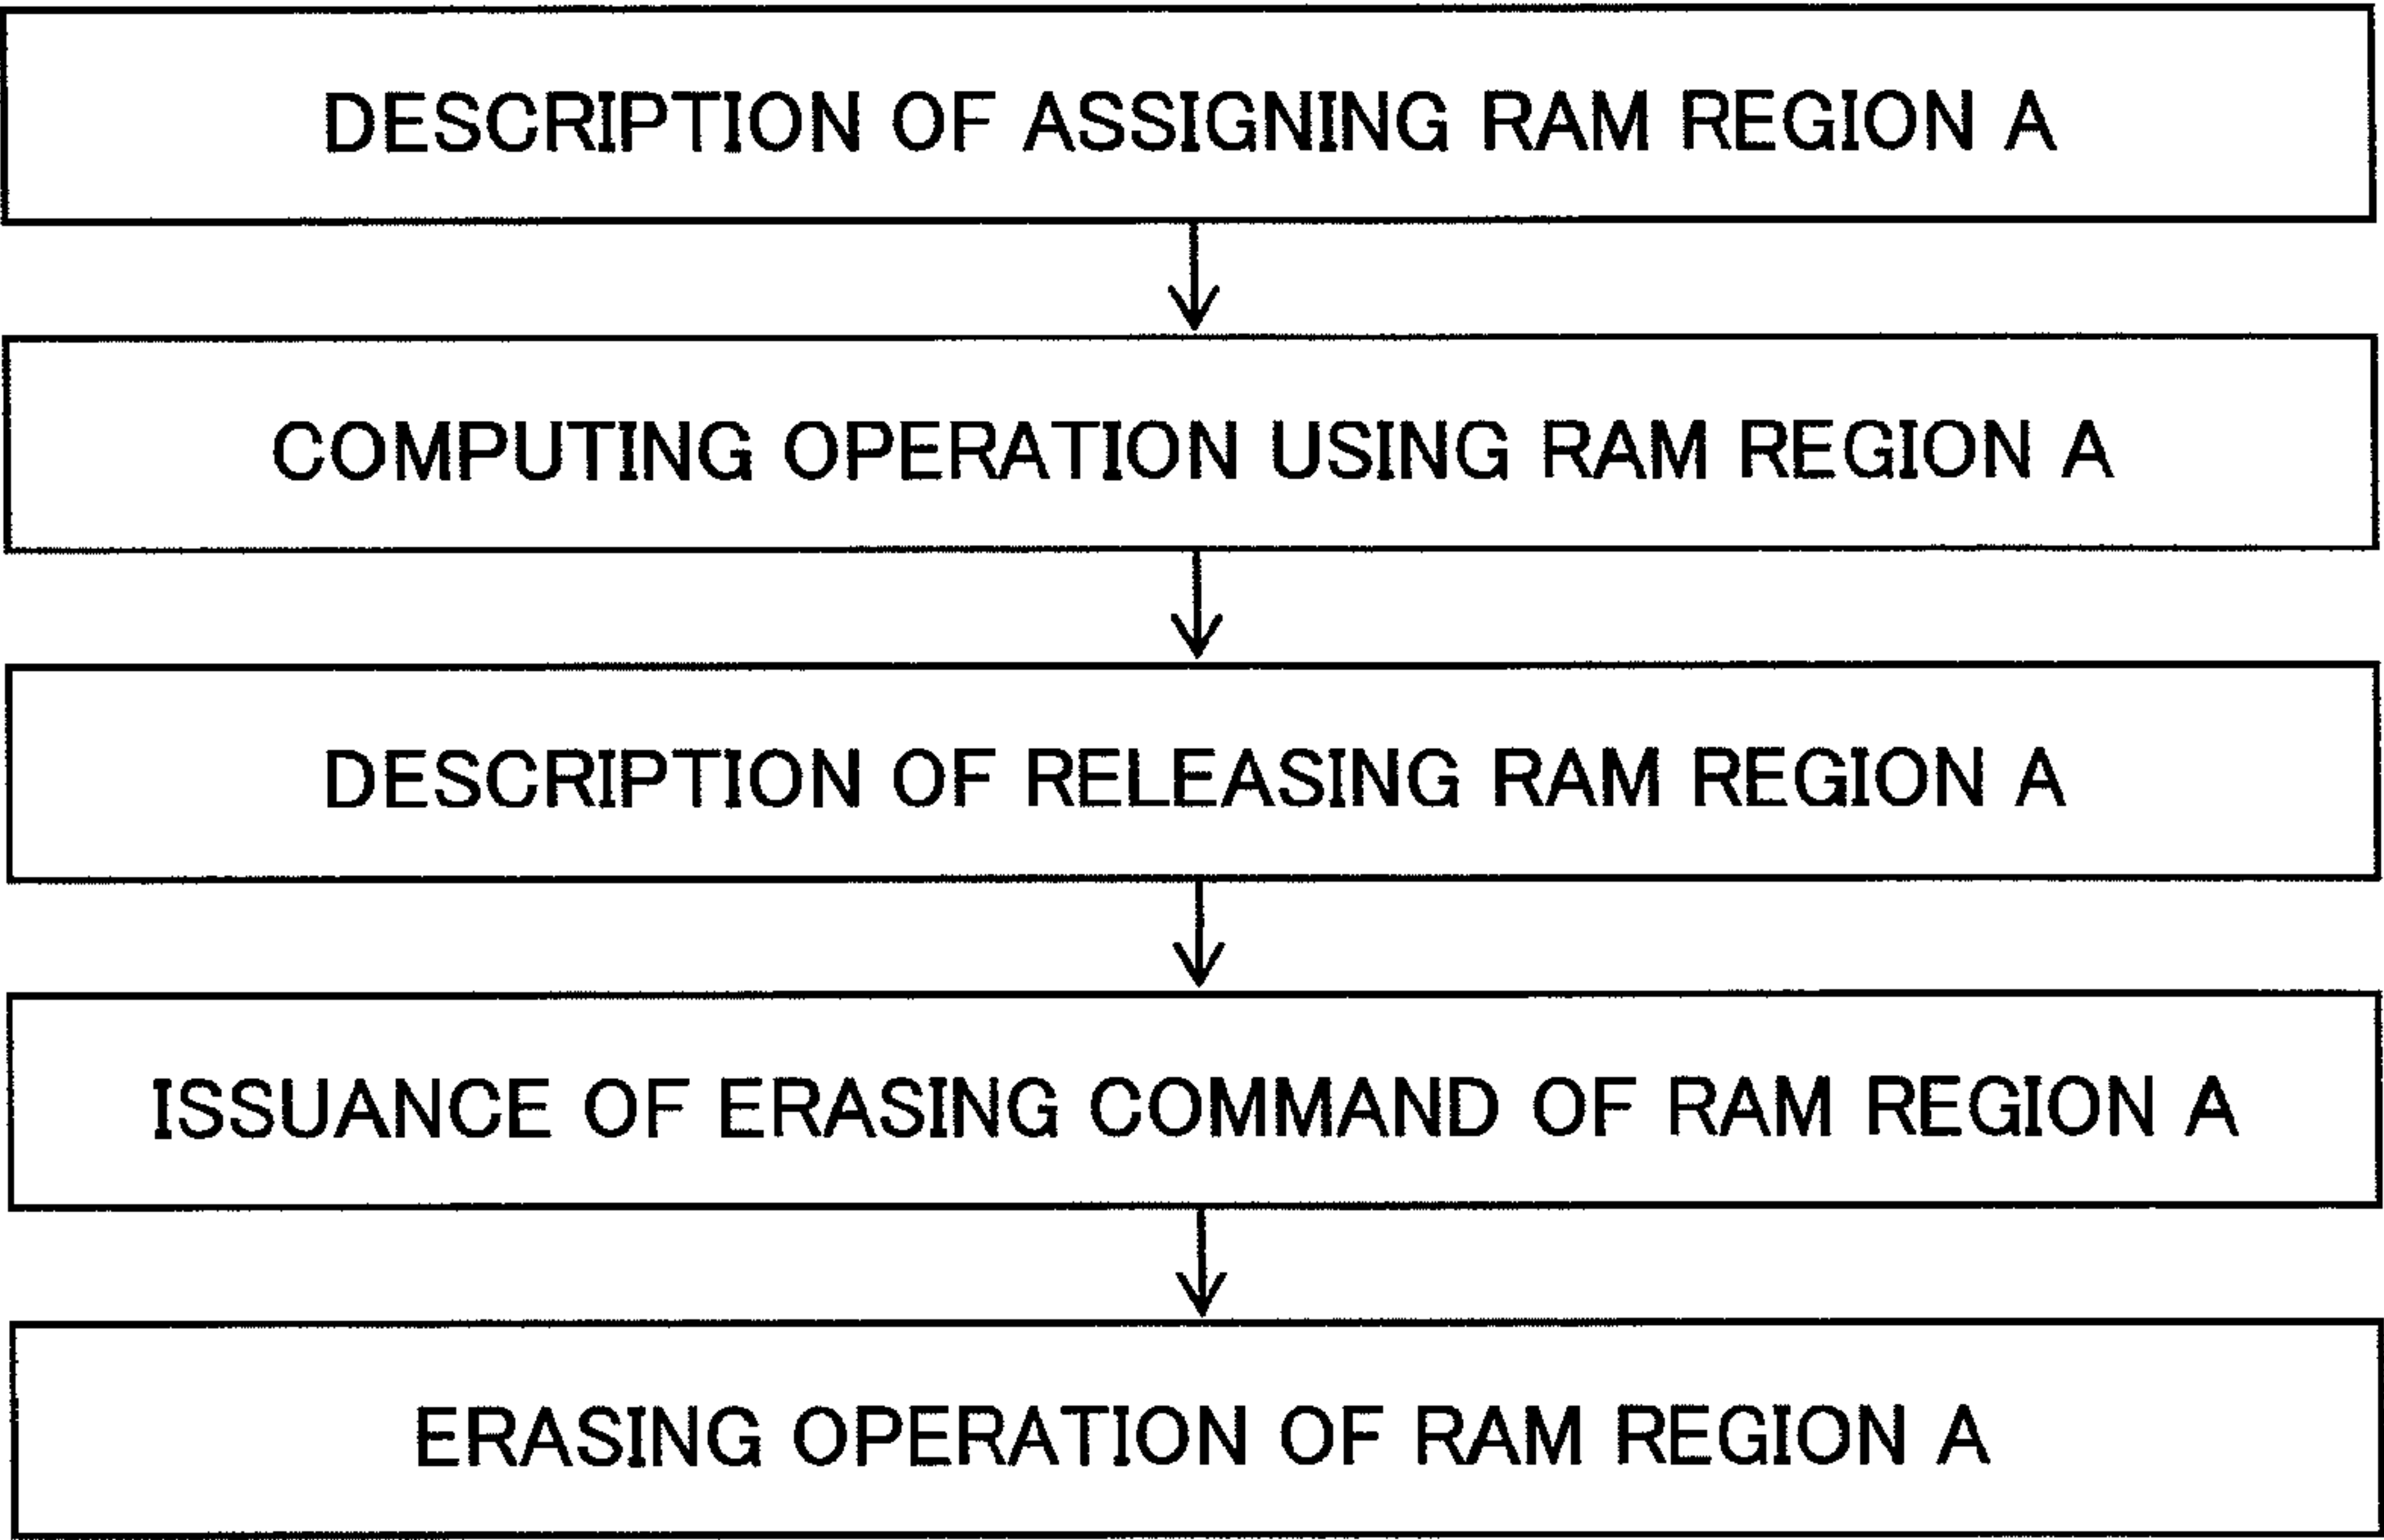 DESCRIPTION OF ASSIGNING RAM REGION A
COMPUTING OPERATION USING RAM REGION A
DESCRIPTION OF RELEASING RAM REGION A
ISSUANCE OF ERASING COMMAND OF RAM REGION A
ERASING OPERATION OF RAM REGION A